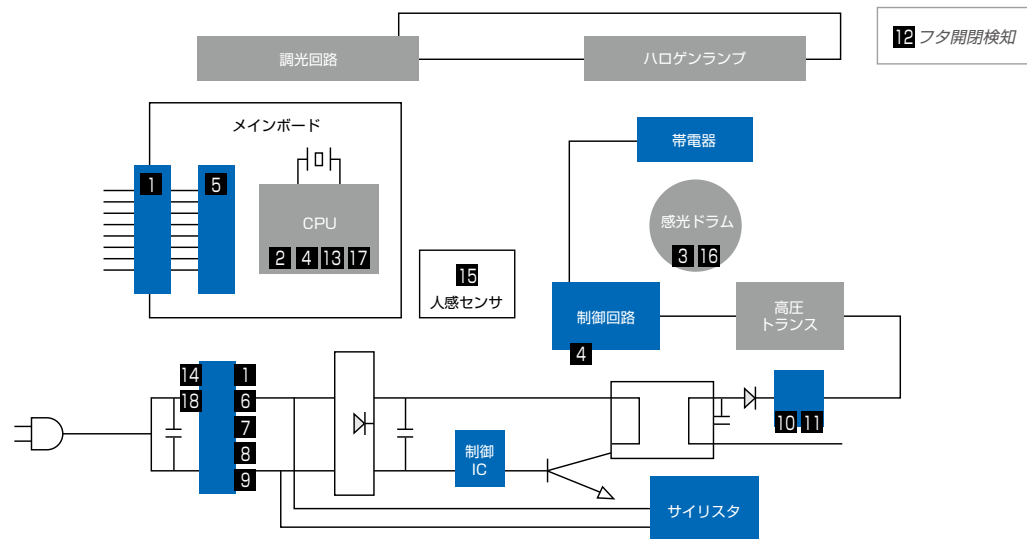 調光回路
ハロゲンランプ
12 フタ開閉検知
メインボード
帯電器
1
5
CPU
2 4 13 17
感光ドラム
3 16
15
人感センサ
制御回路
4
高圧
トランス
14
18
1
6
7
8
9
制御
IC
10 11
サイリスタ